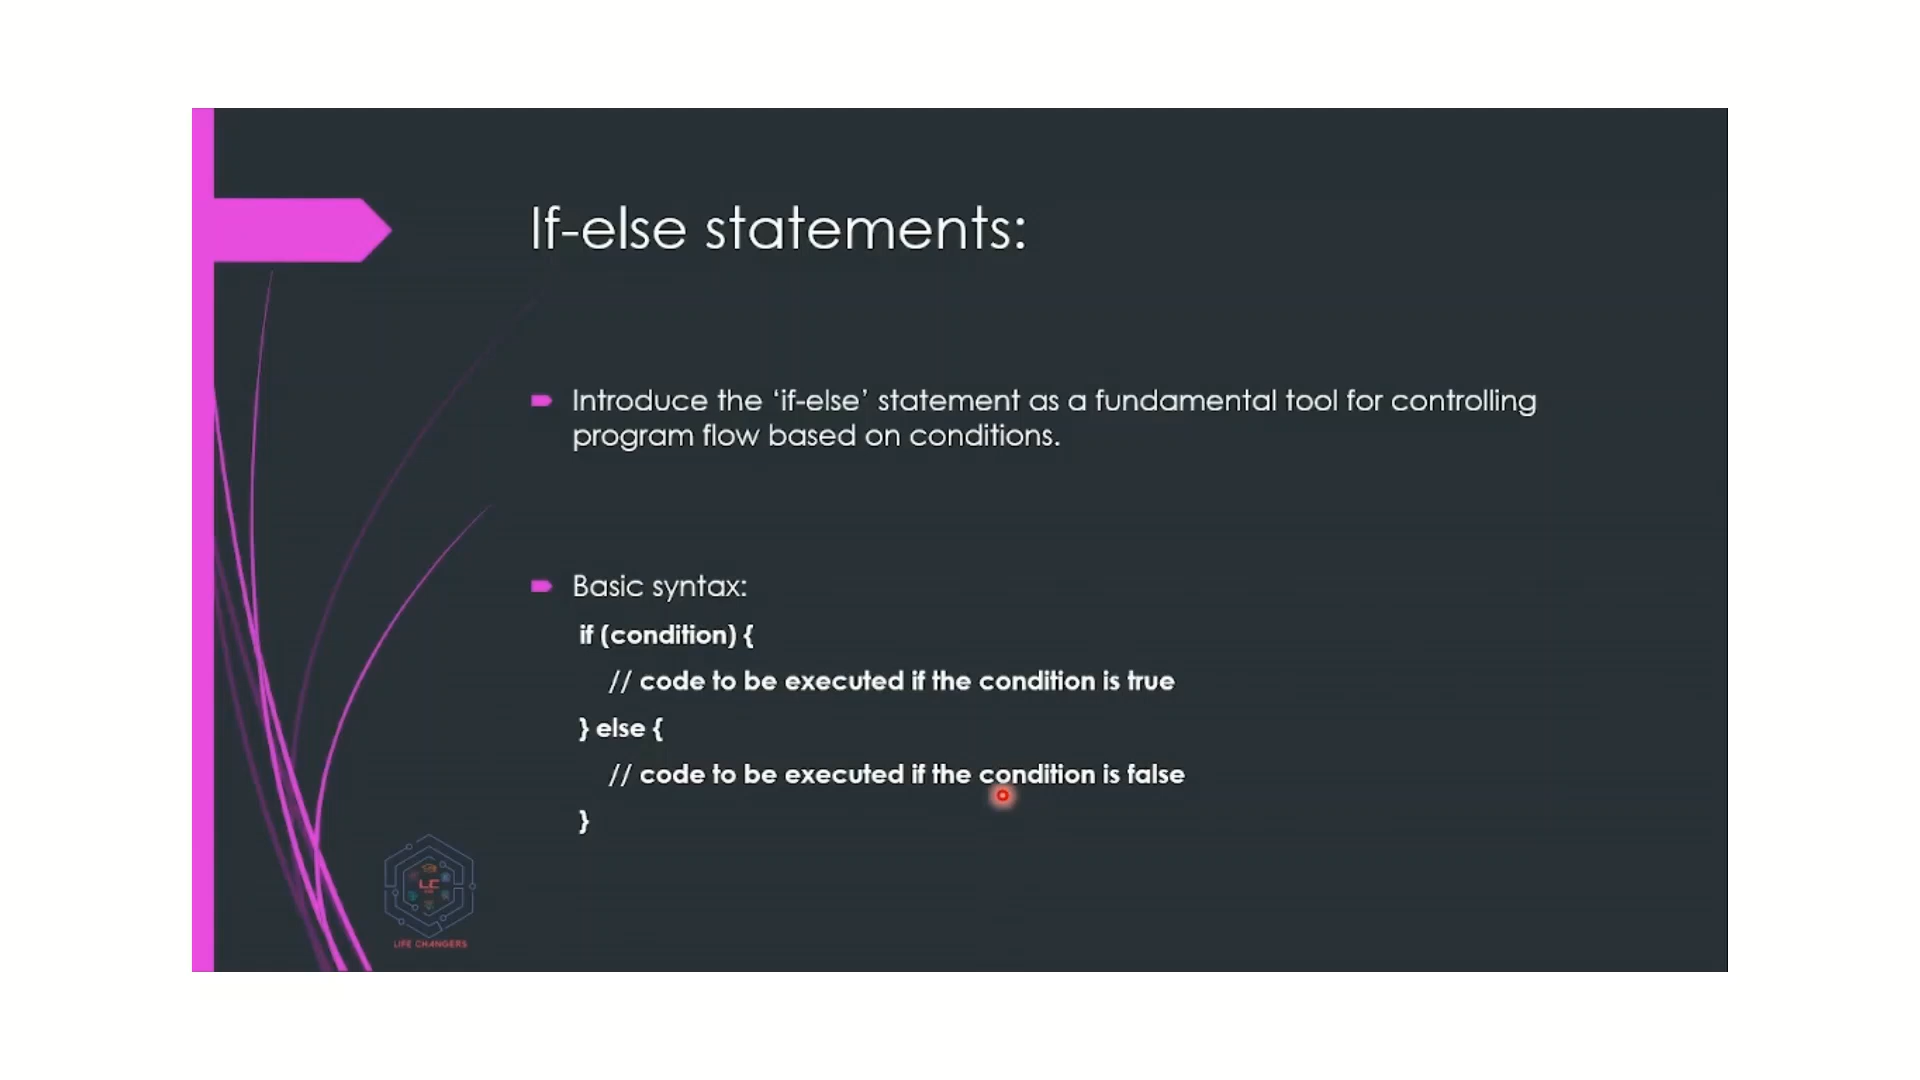 If-else statements:
Introduce the ‘if-else’ statement as a fundamental tool for controlling
program flow based on conditions.
Basic syntax:
if (condition) {
// code to be executed if the condition is true
} else {
// code to be executed if the condition is false
}
LC
LIFE CHANGERS